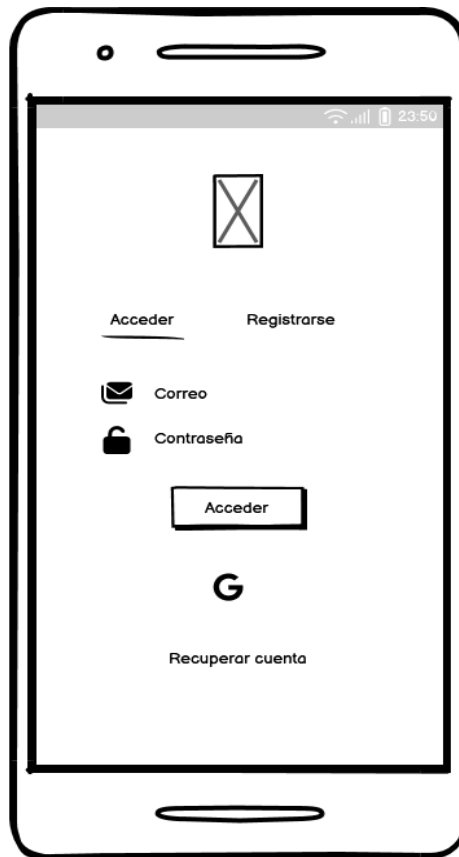 23:50
Acceder Registrarse
Correo
Contraseña
Acceder
G
Recuperar cuenta